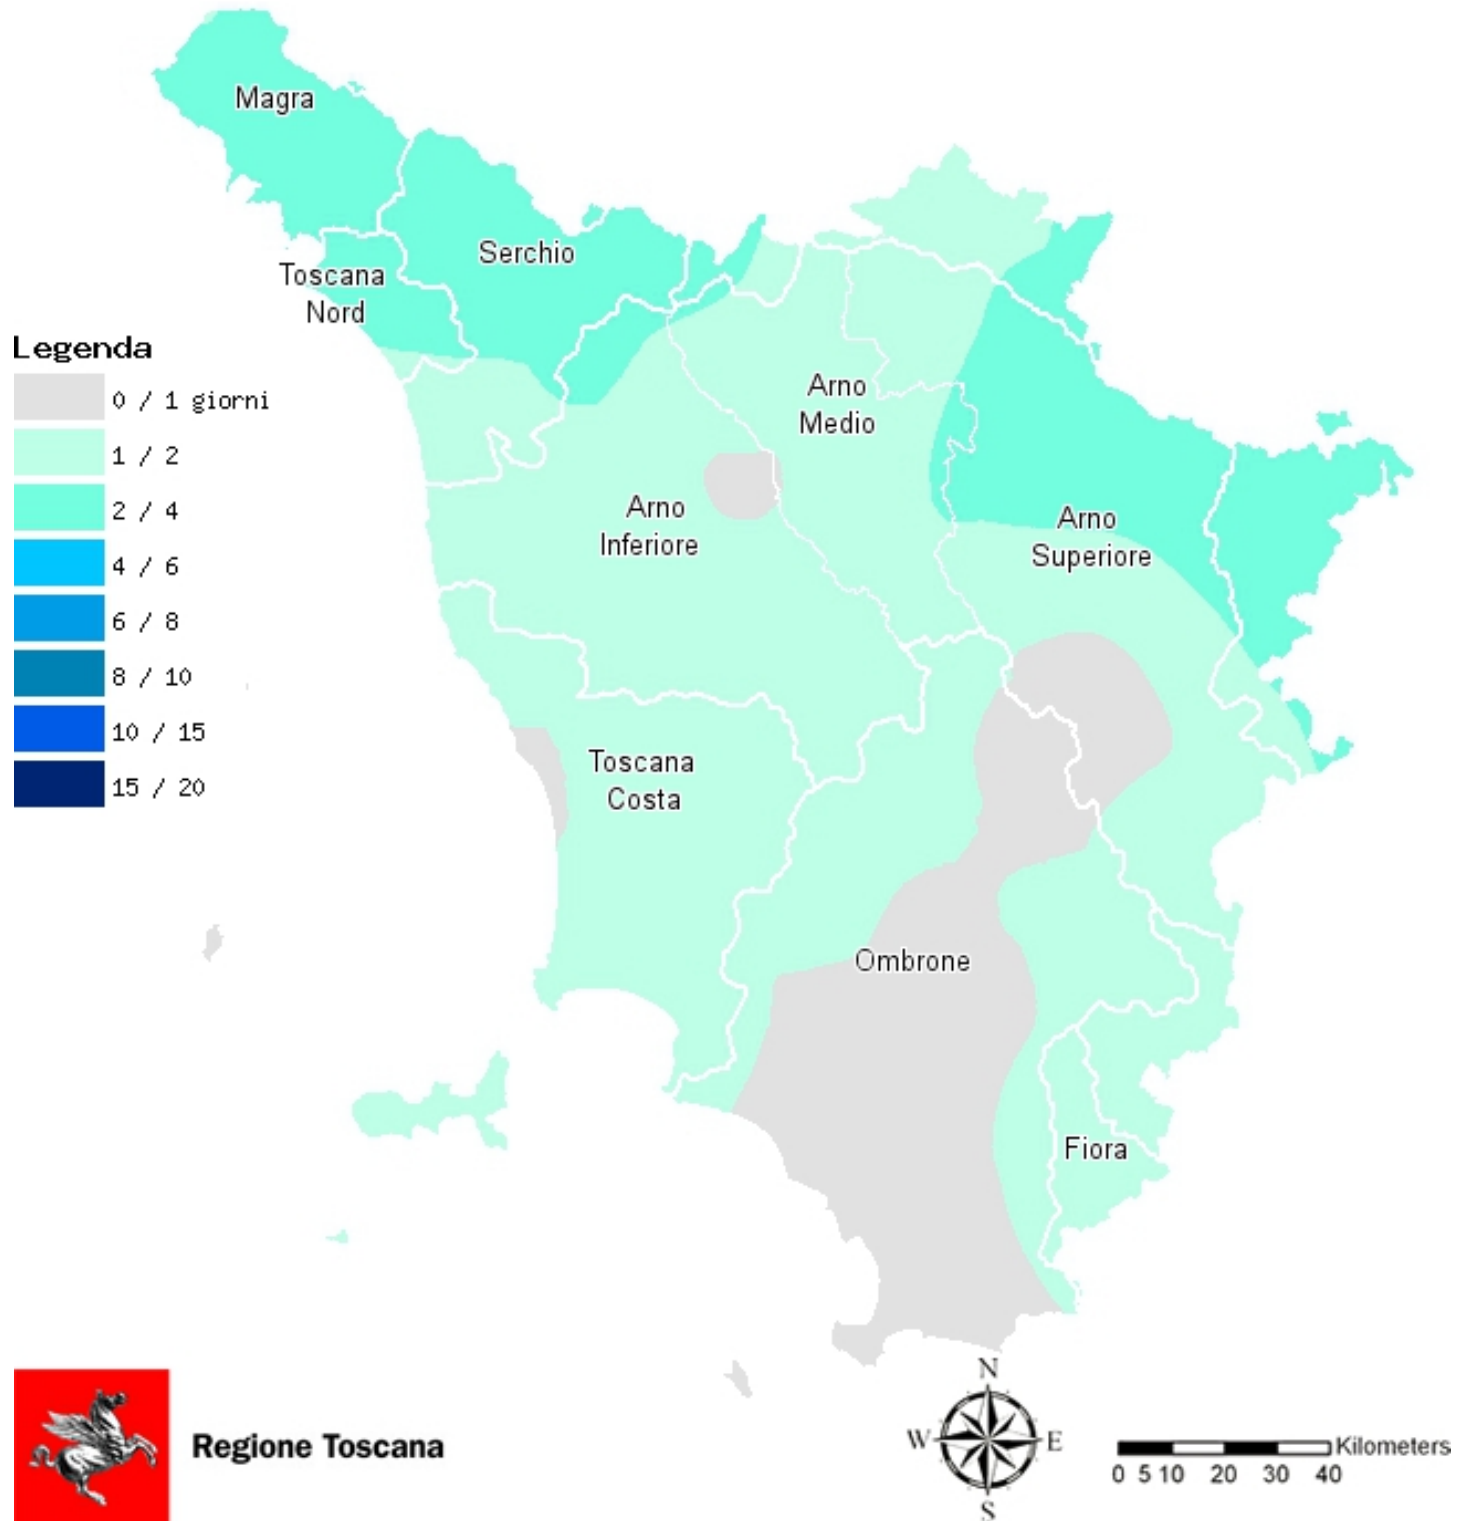 Magra
Serchio
Toscana
Nord
Legenda
0 / 1 giorni
1 / 2
2 / 4
4 / 6
6 / 8
8 / 10
10 / 15
15 / 20
Arno
Medio
Arno
Inferiore
Arno
Superiore
Toscana
Costa
Ombrone
Fiora
Regione Toscana
N
W E
S
Kilometers
0 5 10 20 30 40